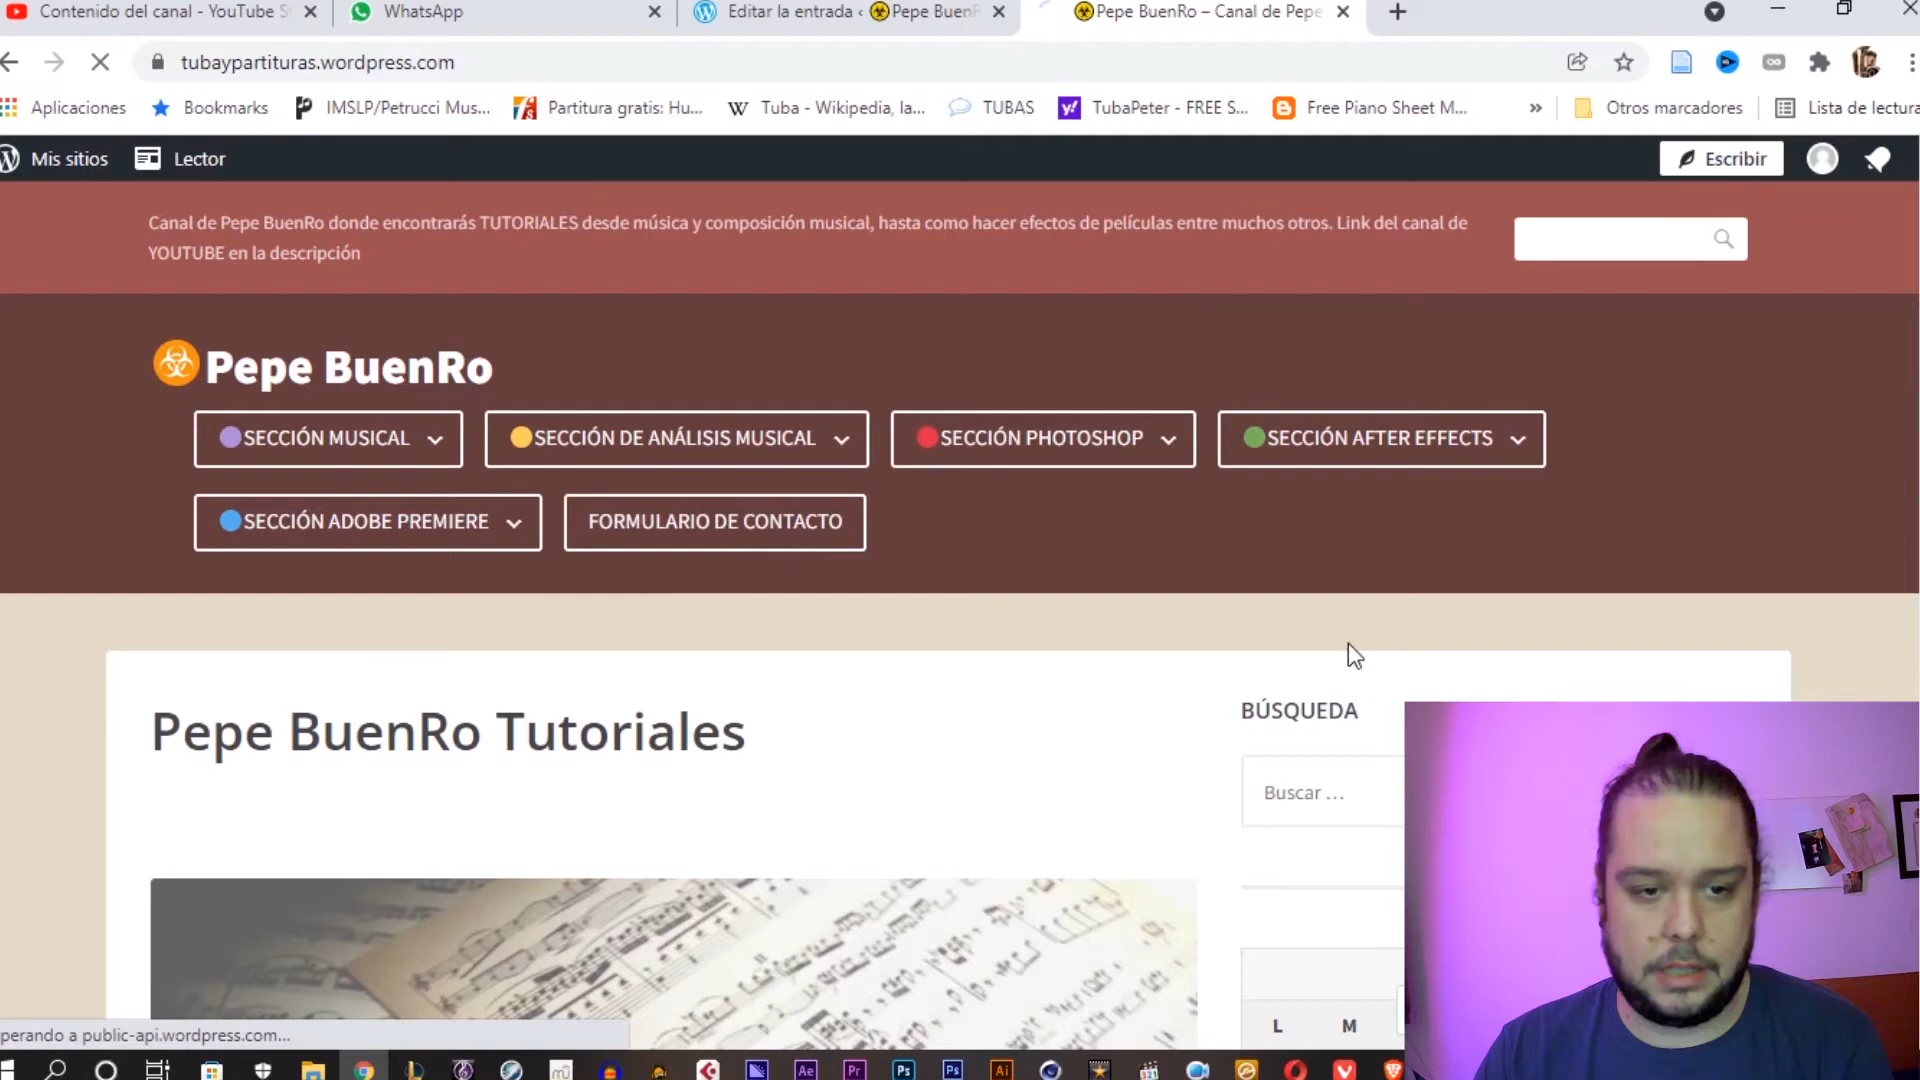 Contenido del canal - YouTube S
WhatsApp
Editar la entrada ‹ Pepe Buen
Pepe BuenRo – Canal de Pepe
tubaypartituras.wordpress.com
Aplicaciones
Bookmarks
IMSLP/Petrucci Mus...
Partitura gratis: Hu...
Tuba - Wikipedia, la...
TUBAS
TubaPeter - FREE S...
Free Piano Sheet M...
»
Otros marcadores
Lista de lectura
Mis sitios
Lector
Escribir
Canal de Pepe BuenRo donde encontrarás TUTORIALES desde música y composición musical, hasta como hacer efectos de películas entre muchos otros. Link del canal de
YOUTUBE en la descripción
Pepe BuenRo
SECCIÓN MUSICAL
SECCIÓN DE ANÁLISIS MUSICAL
SECCIÓN PHOTOSHOP
SECCIÓN AFTER EFFECTS
SECCIÓN ADOBE PREMIERE
FORMULARIO DE CONTACTO
Pepe BuenRo Tutoriales
BÚSQUEDA
Buscar …
L M
perando a public-api.wordpress.com...
Ae Pr Ps Ps Ai